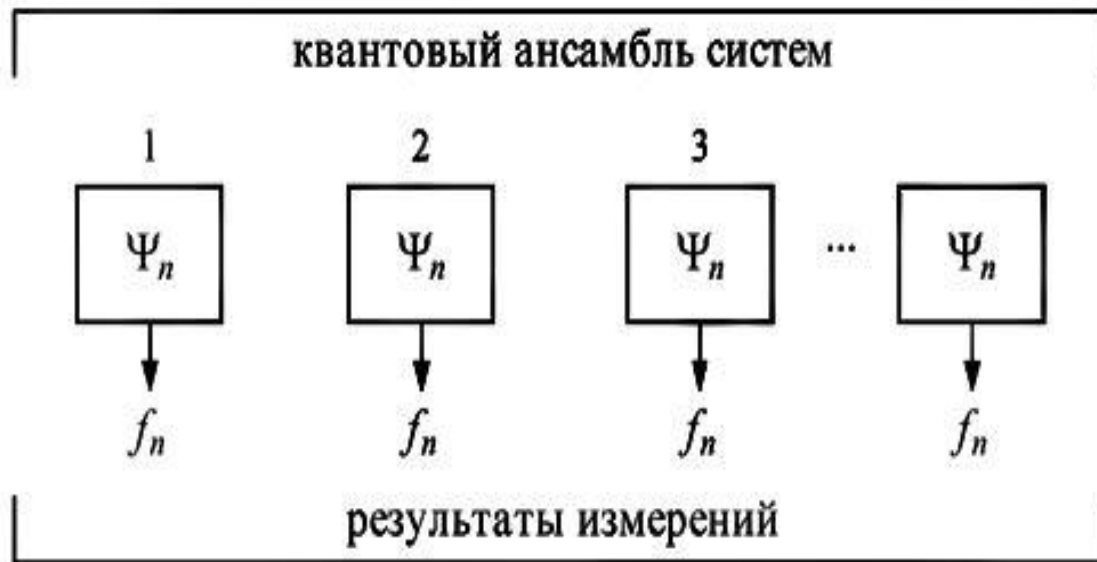 квантовый ансамбль систем
1 2 3
Ψn Ψn Ψn ... Ψn
fn fn fn fn
результаты измерений